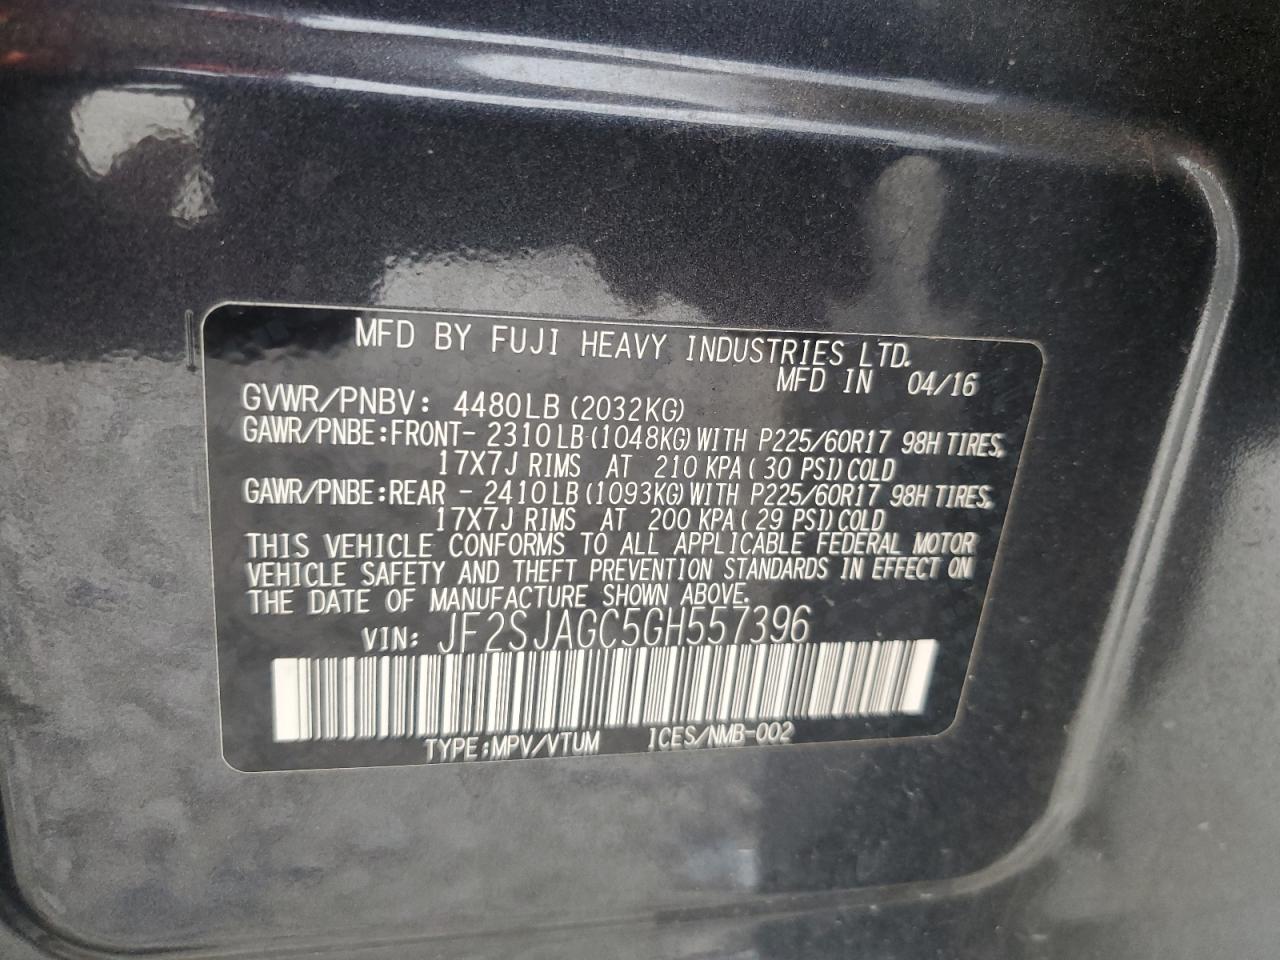 MFD BY FUJI HEAVY INDUSTRIES LTD.
MFD IN 04/16
GVWR/PNBV: 4480LB (2032KG)
GAWR/PNBE:FRONT- 2310LB (1048KG) WITH P225/60R17 98H TIRES,
17X7J RIMS AT 210 KPA (30 PSI) COLD
GAWR/PNBE:REAR - 2410LB (1093KG) WITH P225/60R17 98H TIRES,
17X7J RIMS AT 200 KPA (29 PSI) COLD
THIS VEHICLE CONFORMS TO ALL APPLICABLE FEDERAL MOTOR
VEHICLE SAFETY AND THEFT PREVENTION STANDARDS IN EFFECT ON
THE DATE OF MANUFACTURE SHOWN ABOVE.
VIN: JF2SJAGC5GH557396
TYPE:MPV/VTUM ICES/NMB-002